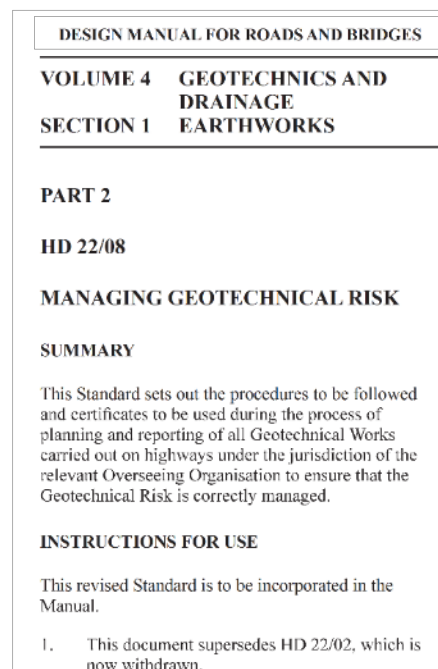 DESIGN MANUAL FOR ROADS AND BRIDGES
VOLUME 4 GEOTECHNICS AND
DRAINAGE
SECTION 1 EARTHWORKS
PART 2
HD 22/08
MANAGING GEOTECHNICAL RISK
SUMMARY
This Standard sets out the procedures to be followed
and certificates to be used during the process of
planning and reporting of all Geotechnical Works
carried out on highways under the jurisdiction of the
relevant Overseeing Organisation to ensure that the
Geotechnical Risk is correctly managed.
INSTRUCTIONS FOR USE
This revised Standard is to be incorporated in the
Manual.
1. This document supersedes HD 22/02, which is
now withdrawn.